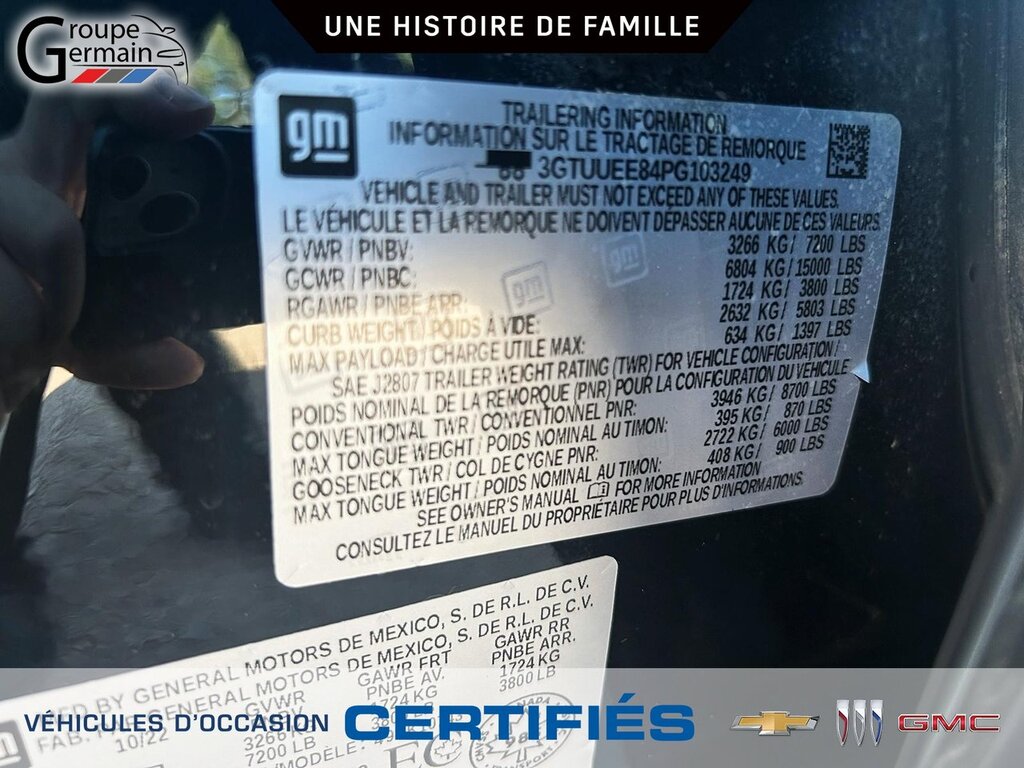 Groupe
Germain
UNE HISTOIRE DE FAMILLE
gm
TRAILERING INFORMATION
INFORMATION SUR LE TRACTAGE DE REMORQUE
3GTUUEE84PG103249
VEHICLE AND TRAILER MUST NOT EXCEED ANY OF THESE VALUES.
LE VÉHICULE ET LA REMORQUE NE DOIVENT DÉPASSER AUCUNE DE CES VALEURS.
GVWR / PNBV: 3266 KG / 7200 LBS
GCWR / PNBC: 6804 KG / 15000 LBS
RGAWR / PNBE ARR: 1724 KG / 3800 LBS
CURB WEIGHT / POIDS À VIDE: 2632 KG / 5803 LBS
MAX PAYLOAD / CHARGE UTILE MAX: 634 KG / 1397 LBS
SAE J2807 TRAILER WEIGHT RATING (TWR) FOR VEHICLE CONFIGURATION /
POIDS NOMINAL DE LA REMORQUE (PNR) POUR LA CONFIGURATION DU VÉHICULE
CONVENTIONAL TWR / CONVENTIONNEL PNR: 3946 KG / 8700 LBS
MAX TONGUE WEIGHT / POIDS NOMINAL AU TIMON: 395 KG / 870 LBS
GOOSENECK TWR / COL DE CYGNE PNR: 2722 KG / 6000 LBS
MAX TONGUE WEIGHT / POIDS NOMINAL AU TIMON: 408 KG / 900 LBS
SEE OWNER'S MANUAL FOR MORE INFORMATION
CONSULTEZ LE MANUEL DU PROPRIÉTAIRE POUR PLUS D'INFORMATIONS.
BY GENERAL MOTORS DE MEXICO, S. DE R.L. DE C.V.
FAB. GENERAL MOTORS DE MEXICO, S. DE R.L. DE C.V.
10/22 GVWR GAWR FRT GAWR RR
PNBE AV. PNBE ARR.
3266 KG 1724 KG 1724 KG
7200 LB 3800 LB
VÉHICULES D'OCCASION CERTIFIÉS
GMC